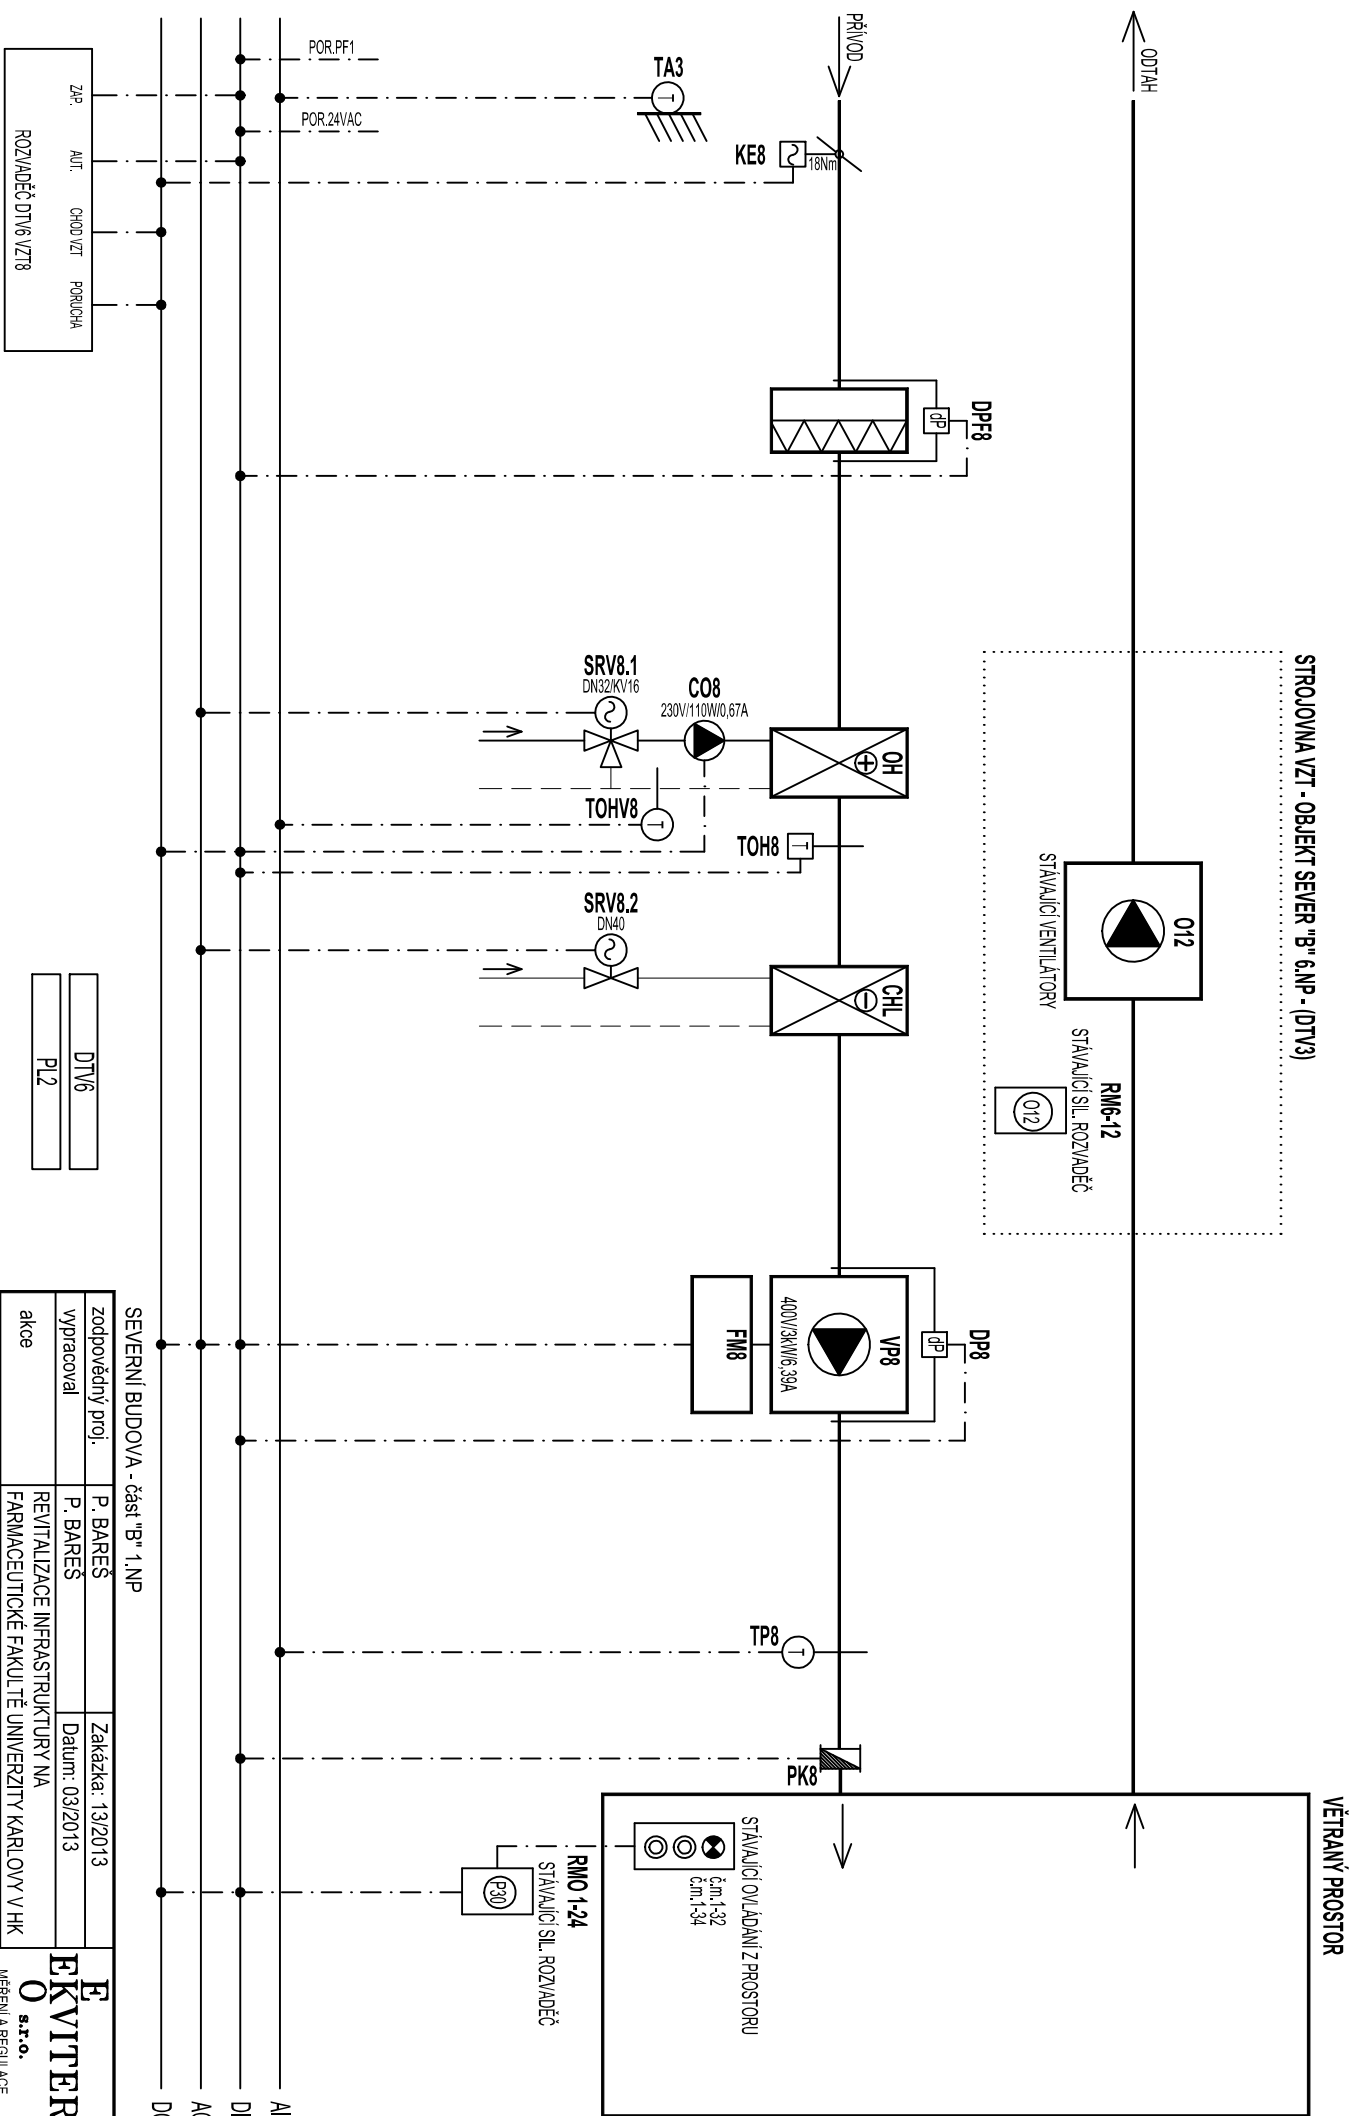 VĚTRANÝ PROSTOR
STROJOVNA VZT - OBJEKT SEVER "B" 6.NP - (DTV3)
ODTAH
O12
STÁVAJÍCÍ VENTILÁTORY
RM6-12
STÁVAJÍCÍ SIL. ROZVADĚČ
O12
PŘÍVOD
TA3
T
KE8
18Nm
DPF8
dP
SRV8.1
DN32/KV16
CO8
230V/110W/0,67A
OH
TOHV8
T
TOH8
T
SRV8.2
DN40
CHL
DP8
dP
VP8
400V/3kW/6,39A
FM8
TP8
T
PK8
STÁVAJÍCÍ OVLÁDÁNÍ Z PROSTORU
č.m.1-32
č.m.1-34
RMO 1-24
STÁVAJÍCÍ SIL. ROZVADĚČ
P30
POR.PF1
POR.24VAC
AI
DI
ZAP.
AUT.
CHOD VZT
PORUCHA
ROZVADĚČ DTV6 VZT8
DTV6
PL2
SEVERNÍ BUDOVA - část "B" 1.NP
zodpovědný proj.
P. BAREŠ
Zakázka: 13/2013
vypracoval
P. BAREŠ
Datum: 03/2013
akce
REVITALIZACE INFRASTRUKTURY NA
FARMACEUTICKÉ FAKULTĚ UNIVERZITY KARLOVY V HK
E
EKVITER
O s.r.o.
MĚŘENÍ A REGULACE